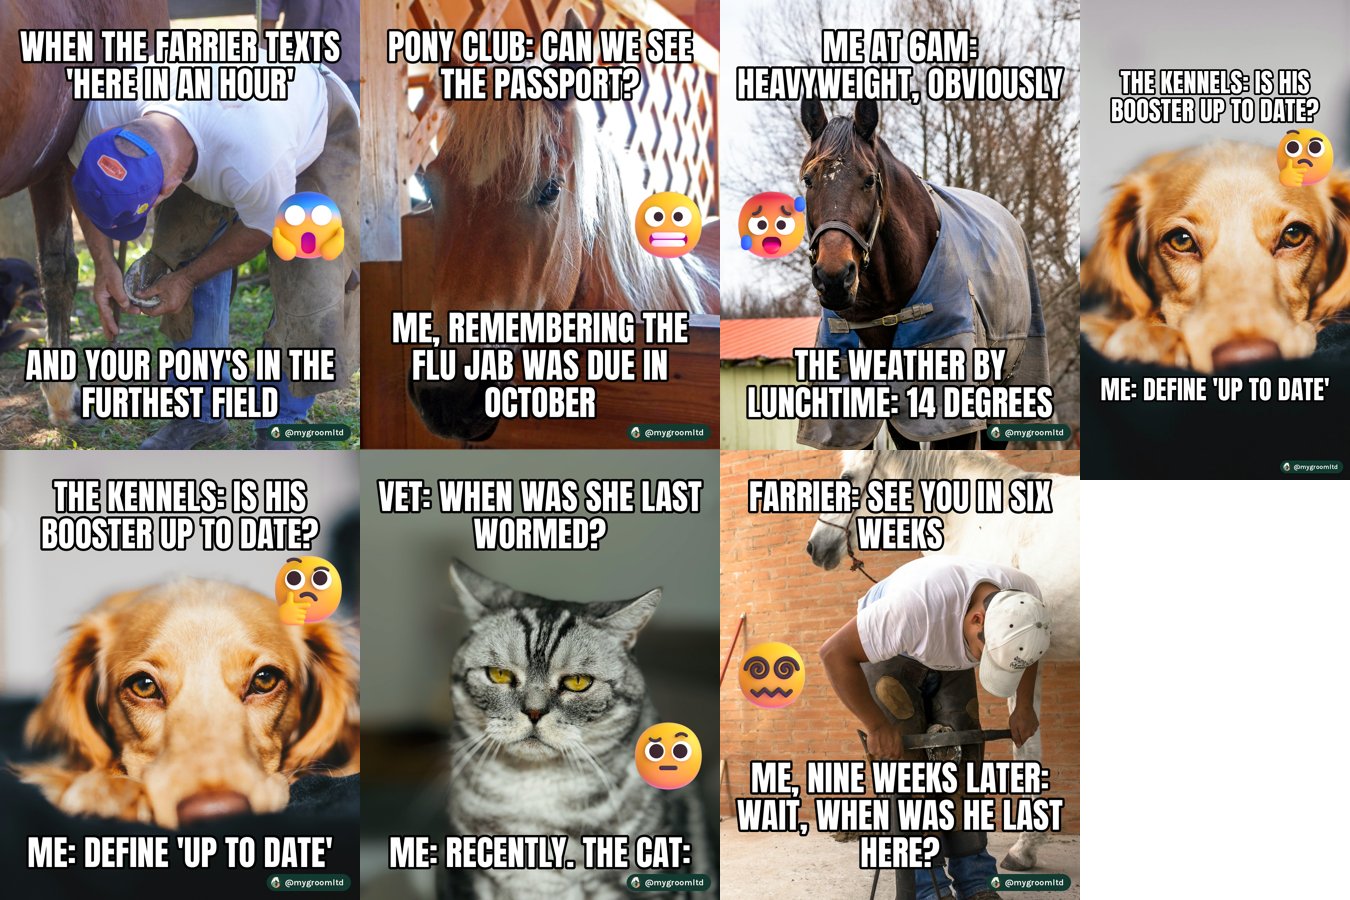 WHEN THE FARRIER TEXTS
'HERE IN AN HOUR'
AND YOUR PONY'S IN THE
FURTHEST FIELD
@mygroomltd
PONY CLUB: CAN WE SEE
THE PASSPORT?
ME, REMEMBERING THE
FLU JAB WAS DUE IN
OCTOBER
@mygroomltd
ME AT 6AM:
HEAVYWEIGHT, OBVIOUSLY
THE WEATHER BY
LUNCHTIME: 14 DEGREES
@mygroomltd
THE KENNELS: IS HIS
BOOSTER UP TO DATE?
ME: DEFINE 'UP TO DATE'
@mygroomltd
THE KENNELS: IS HIS
BOOSTER UP TO DATE?
ME: DEFINE 'UP TO DATE'
@mygroomltd
VET: WHEN WAS SHE LAST
WORMED?
ME: RECENTLY. THE CAT:
@mygroomltd
FARRIER: SEE YOU IN SIX
WEEKS
ME, NINE WEEKS LATER:
WAIT, WHEN WAS HE LAST
HERE?
@mygroomltd